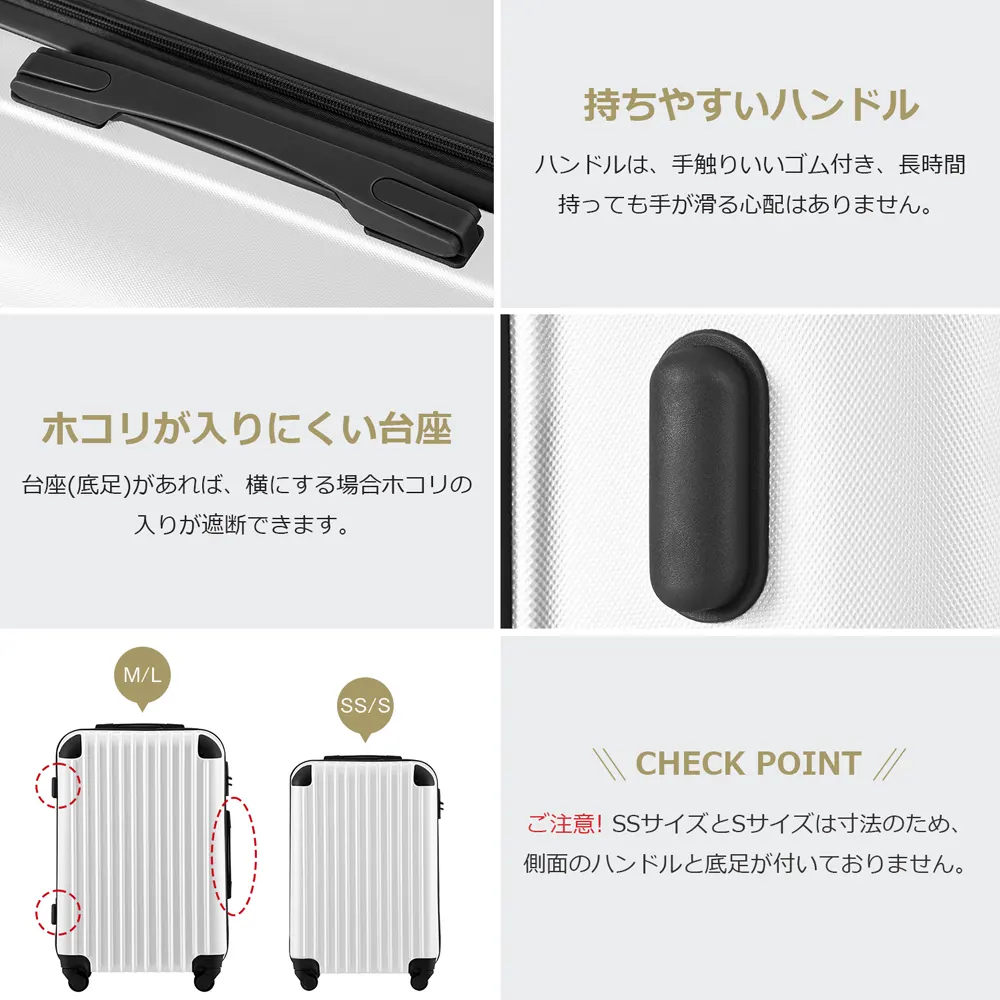 持ちやすいハンドル
ハンドルは、手触りいいゴム付き、長時間
持っても手が滑る心配はありません。
ホコリが入りにくい台座
台座(底足)があれば、横にする場合ホコリの
入りが遮断できます。
M/L
SS/S
CHECK POINT
ご注意! SSサイズとSサイズは寸法のため、
側面のハンドルと底足が付いておりません。